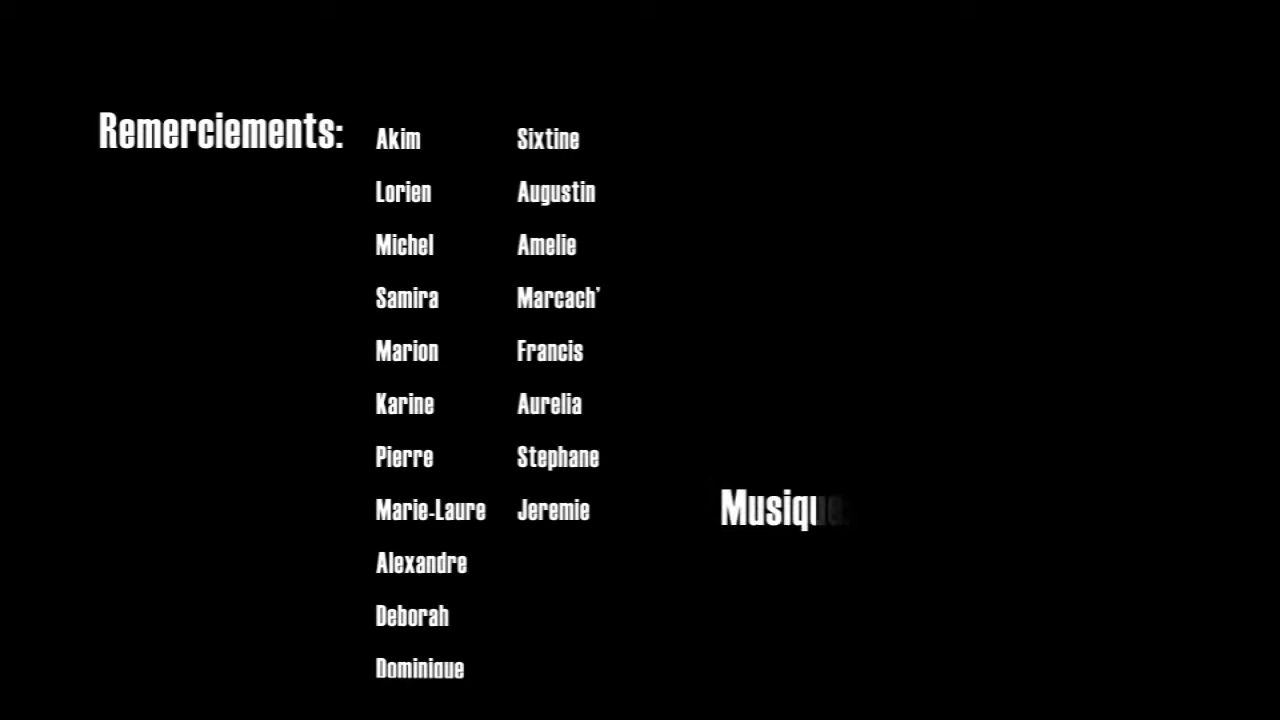 Remerciements:
Akim
Lorien
Michel
Samira
Marion
Karine
Pierre
Marie-Laure
Alexandre
Deborah
Dominique
Sixtine
Augustin
Amelie
Marcach'
Francis
Aurelia
Stephane
Jeremie
Musique: